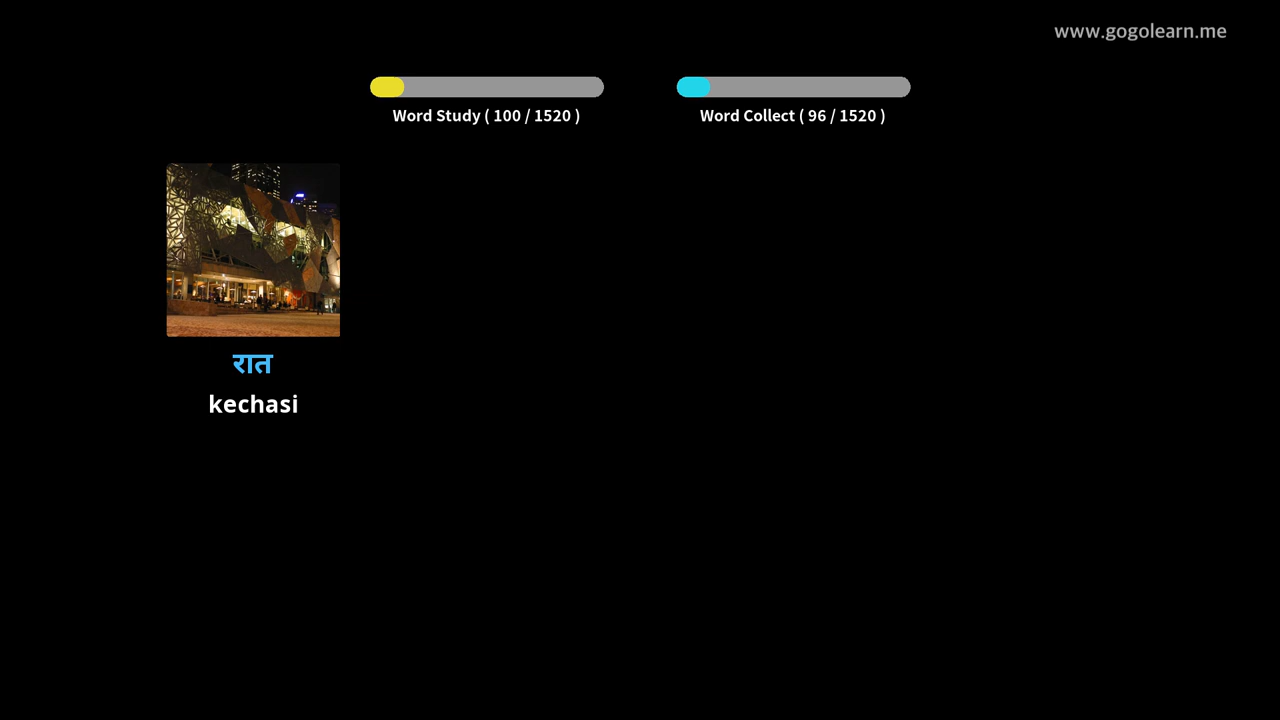 www.gogolearn.me
Word Study ( 100 / 1520 )
Word Collect ( 96 / 1520 )
रात
kechasi